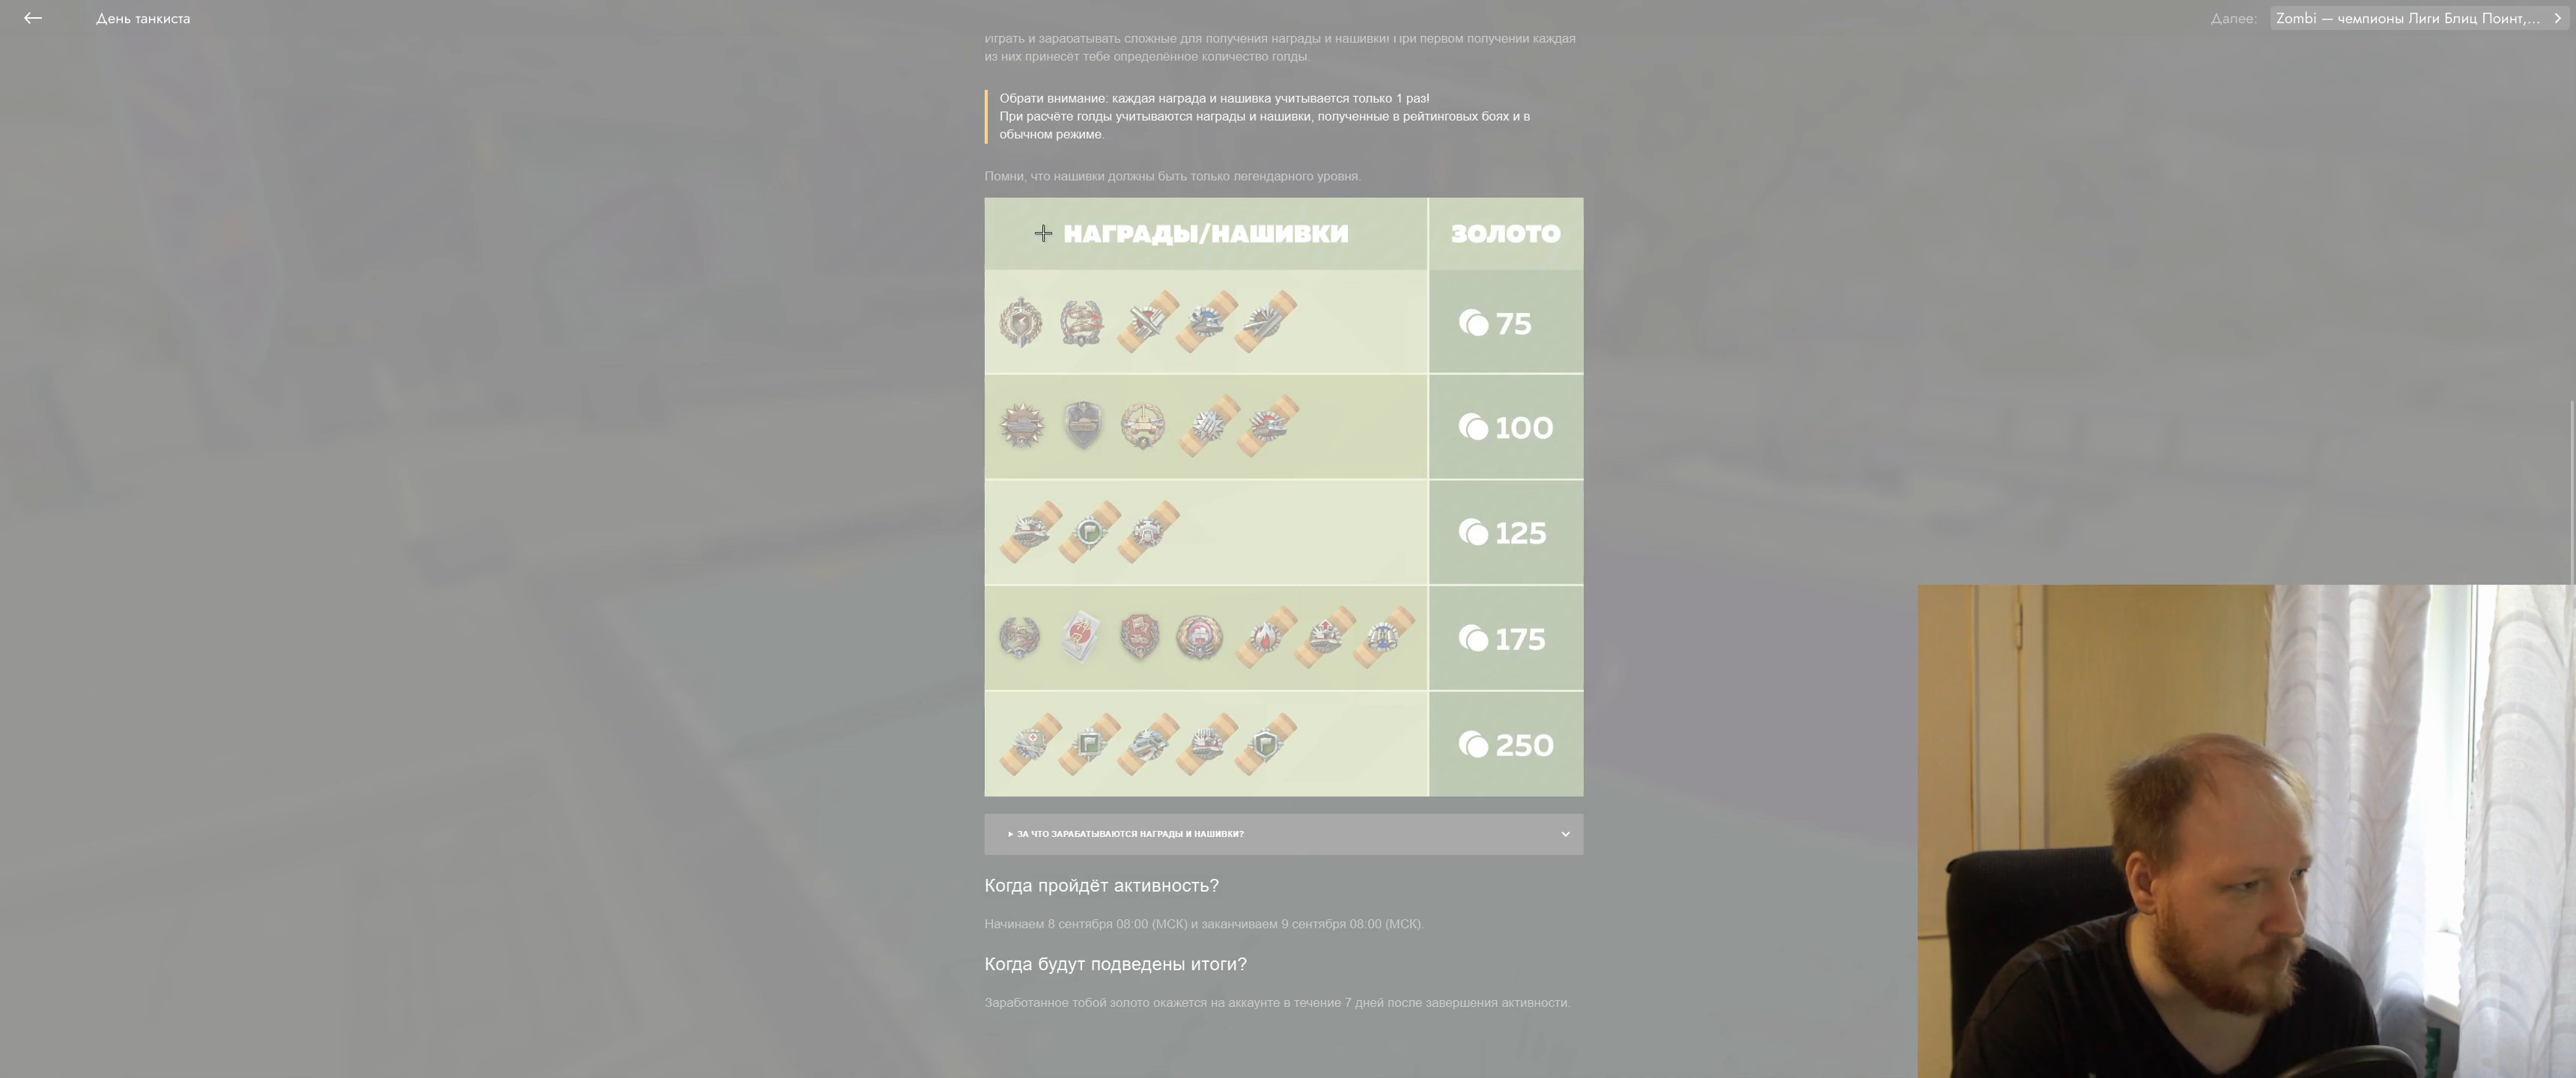 День танкиста
Далее: Zombi — чемпионы Лиги Блиц Поинт,...
играть и зарабатывать сложные для получения награды и нашивки! При первом получении каждая
из них принесёт тебе определённое количество голды.
Обрати внимание: каждая награда и нашивка учитывается только 1 раз!
При расчёте голды учитываются награды и нашивки, полученные в рейтинговых боях и в
обычном режиме.
Помни, что нашивки должны быть только легендарного уровня.
НАГРАДЫ/НАШИВКИ ЗОЛОТО
75
100
125
175
250
ЗА ЧТО ЗАРАБАТЫВАЮТСЯ НАГРАДЫ И НАШИВКИ?
Когда пройдёт активность?
Начинаем 8 сентября 08:00 (МСК) и заканчиваем 9 сентября 08:00 (МСК).
Когда будут подведены итоги?
Заработанное тобой золото окажется на аккаунте в течение 7 дней после завершения активности.